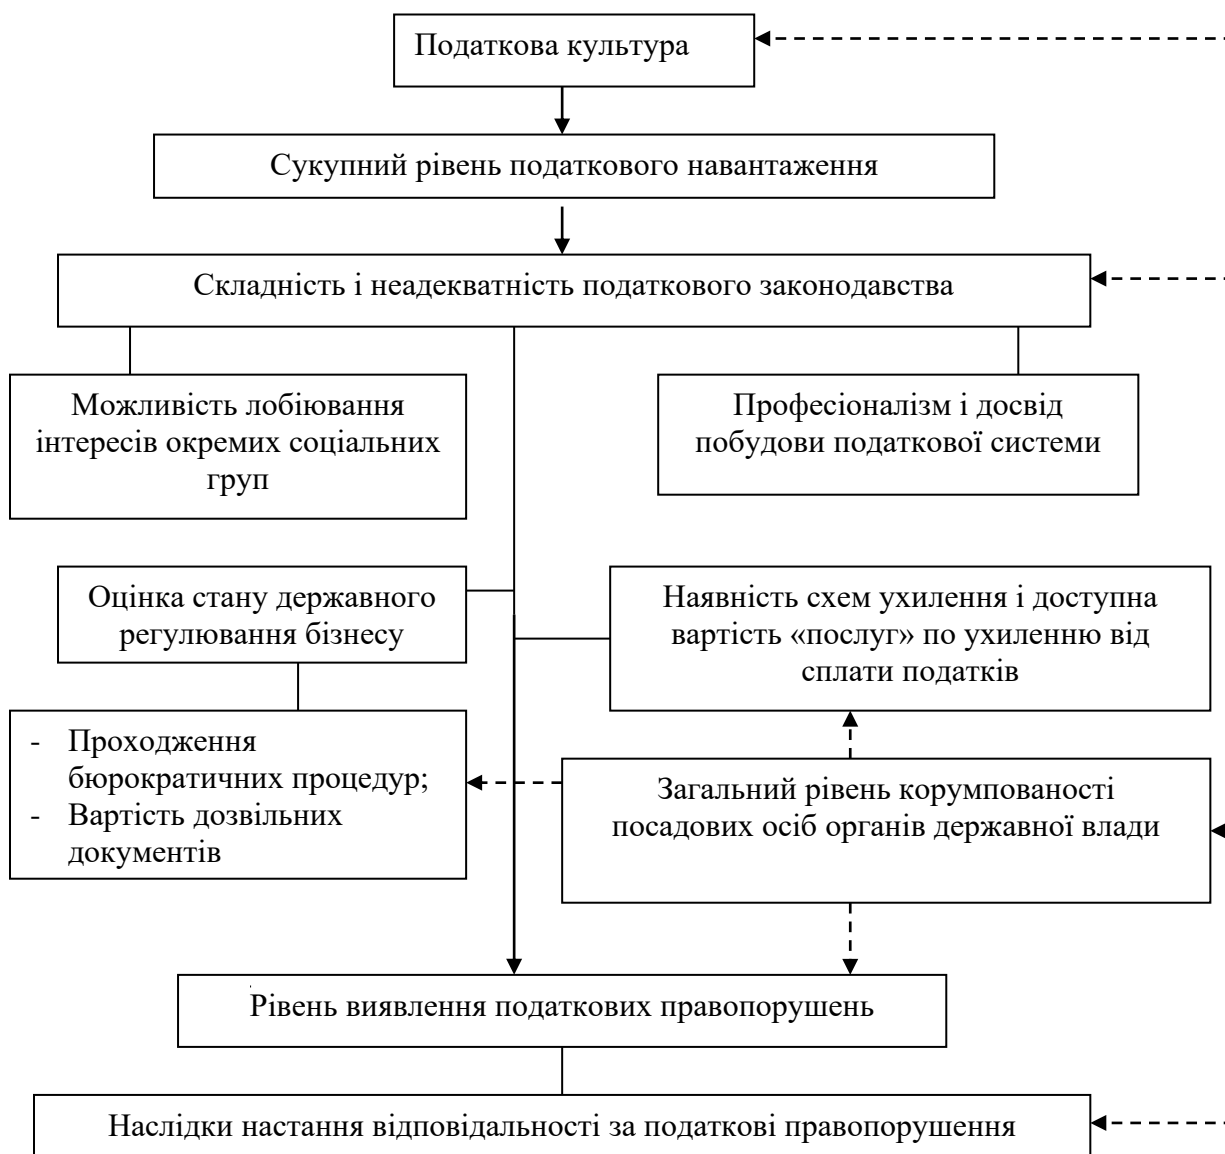 Податкова культура
Сукупний рівень податкового навантаження
Складність і неадекватність податкового законодавства
Можливість лобіювання
інтересів окремих соціальних
груп
Професіоналізм і досвід
побудови податкової системи
Оцінка стану державного
регулювання бізнесу
Наявність схем ухилення і доступна
вартість «послуг» по ухиленню від
сплати податків
- Проходження
бюрократичних процедур;
- Вартість дозвільних
документів
Загальний рівень корумпованості
посадових осіб органів державної влади
Рівень виявлення податкових правопорушень
Наслідки настання відповідальності за податкові правопорушення